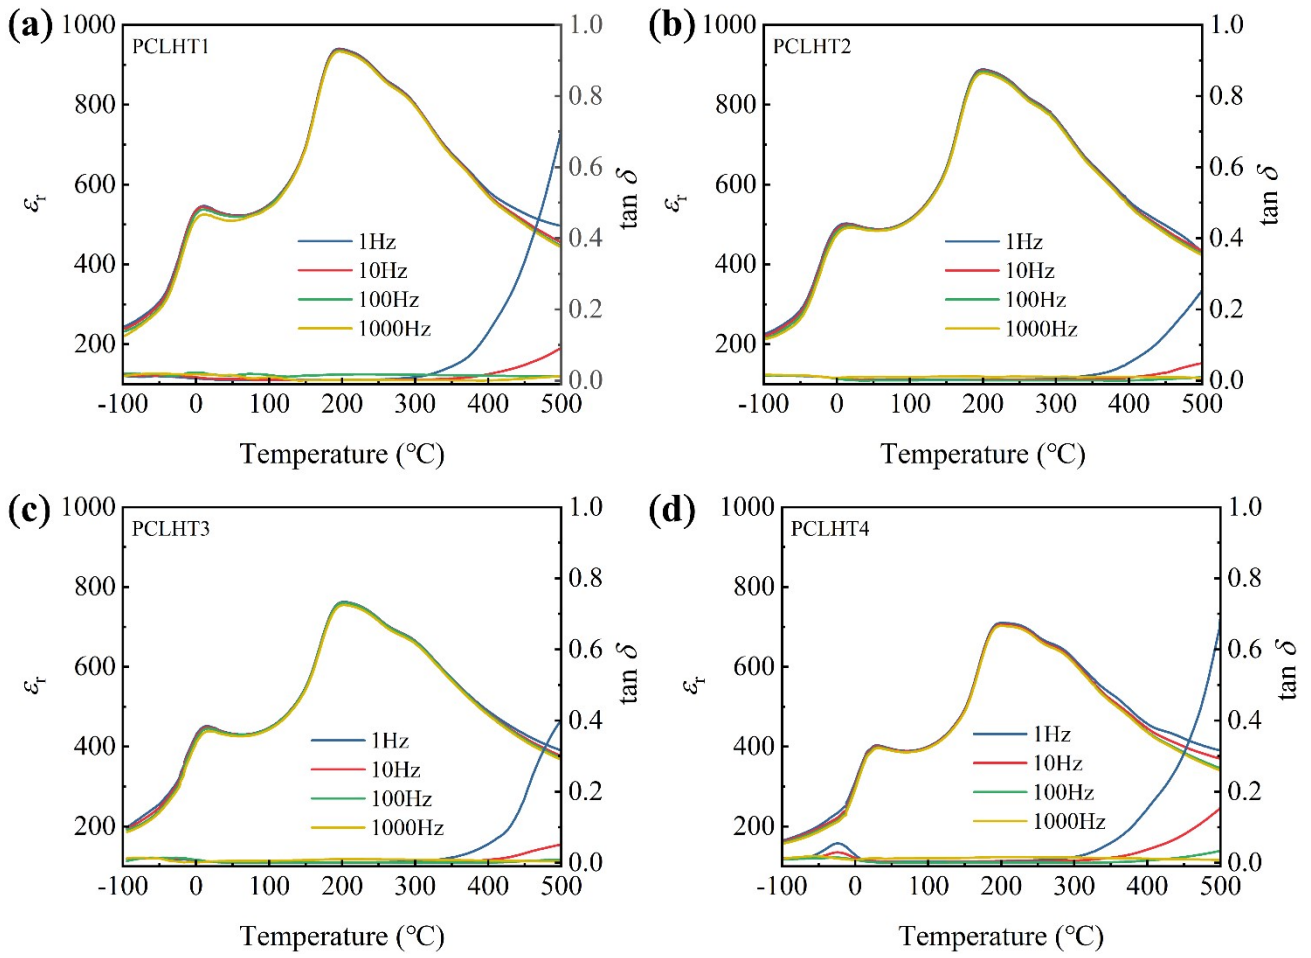 (a)
PCLHT1
1000
800
600
400
200
1.0
0.8
0.6
0.4
0.2
0.0
εr
tan δ
1Hz
10Hz
100Hz
1000Hz
-100 0 100 200 300 400 500
Temperature (℃)
(b)
PCLHT2
1000
800
600
400
200
1.0
0.8
0.6
0.4
0.2
0.0
εr
tan δ
1Hz
10Hz
100Hz
1000Hz
-100 0 100 200 300 400 500
Temperature (℃)
(c)
PCLHT3
1000
800
600
400
200
1.0
0.8
0.6
0.4
0.2
0.0
εr
tan δ
1Hz
10Hz
100Hz
1000Hz
-100 0 100 200 300 400 500
Temperature (℃)
(d)
PCLHT4
1000
800
600
400
200
1.0
0.8
0.6
0.4
0.2
0.0
εr
tan δ
1Hz
10Hz
100Hz
1000Hz
-100 0 100 200 300 400 500
Temperature (℃)